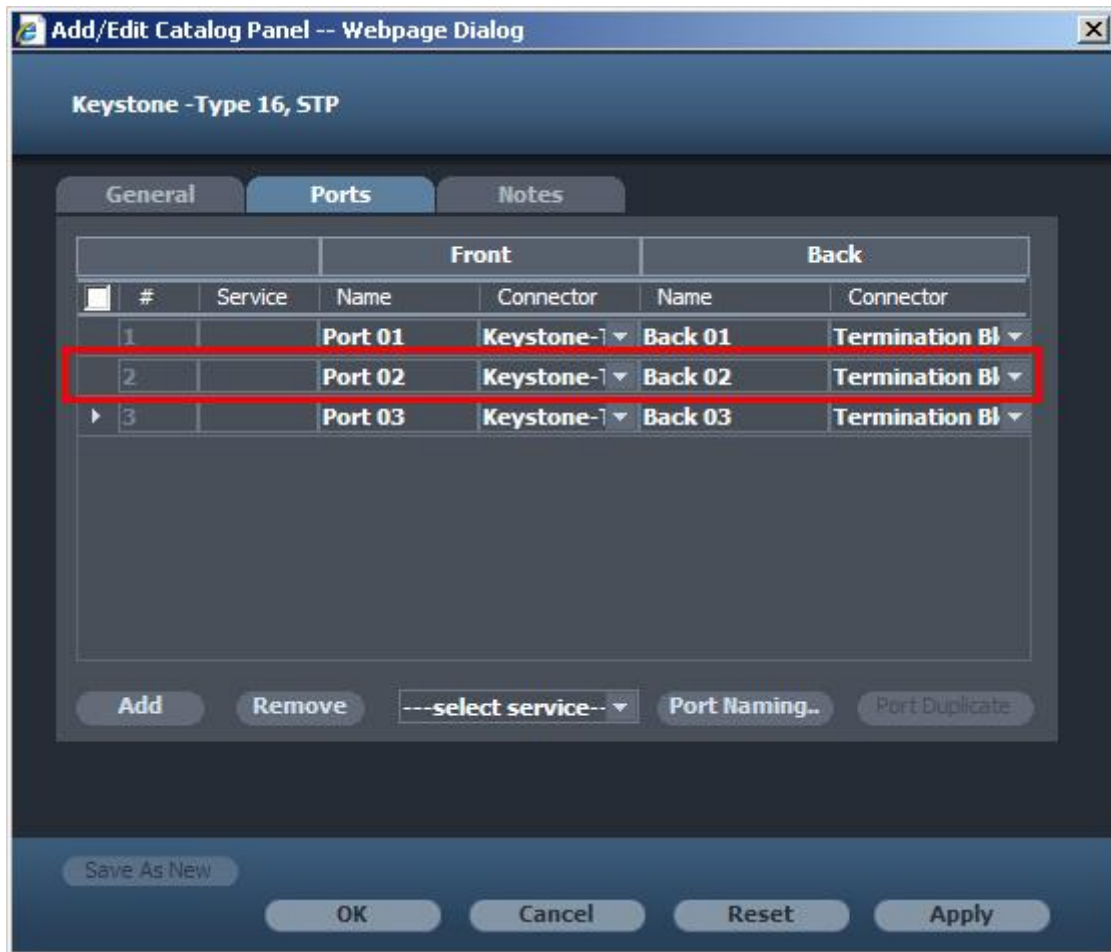 Add/Edit Catalog Panel -- Webpage Dialog
Keystone -Type 16, STP
General Ports Notes
Front Back
# Service Name Connector Name Connector
1 Port 01 Keystone- Back 01 Termination Bl
2 Port 02 Keystone- Back 02 Termination Bl
3 Port 03 Keystone- Back 03 Termination Bl
Add Remove ---select service-- Port Naming.. Port Duplicate
Save As New
OK Cancel Reset Apply